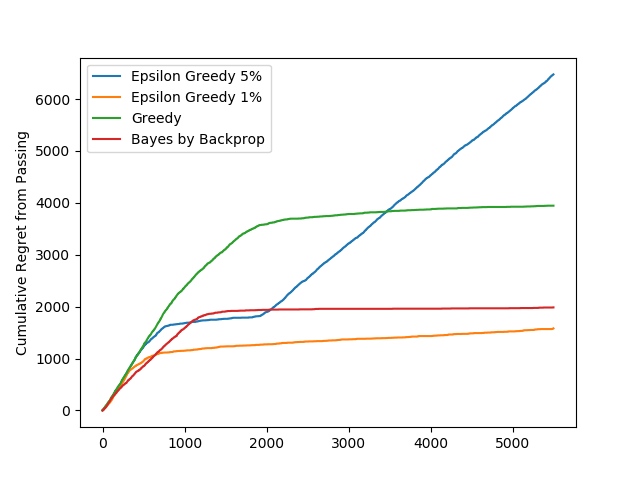 Epsilon Greedy 5%
Epsilon Greedy 1%
Greedy
Bayes by Backprop
Cumulative Regret from Passing
6000
5000
4000
3000
2000
1000
0
0 1000 2000 3000 4000 5000